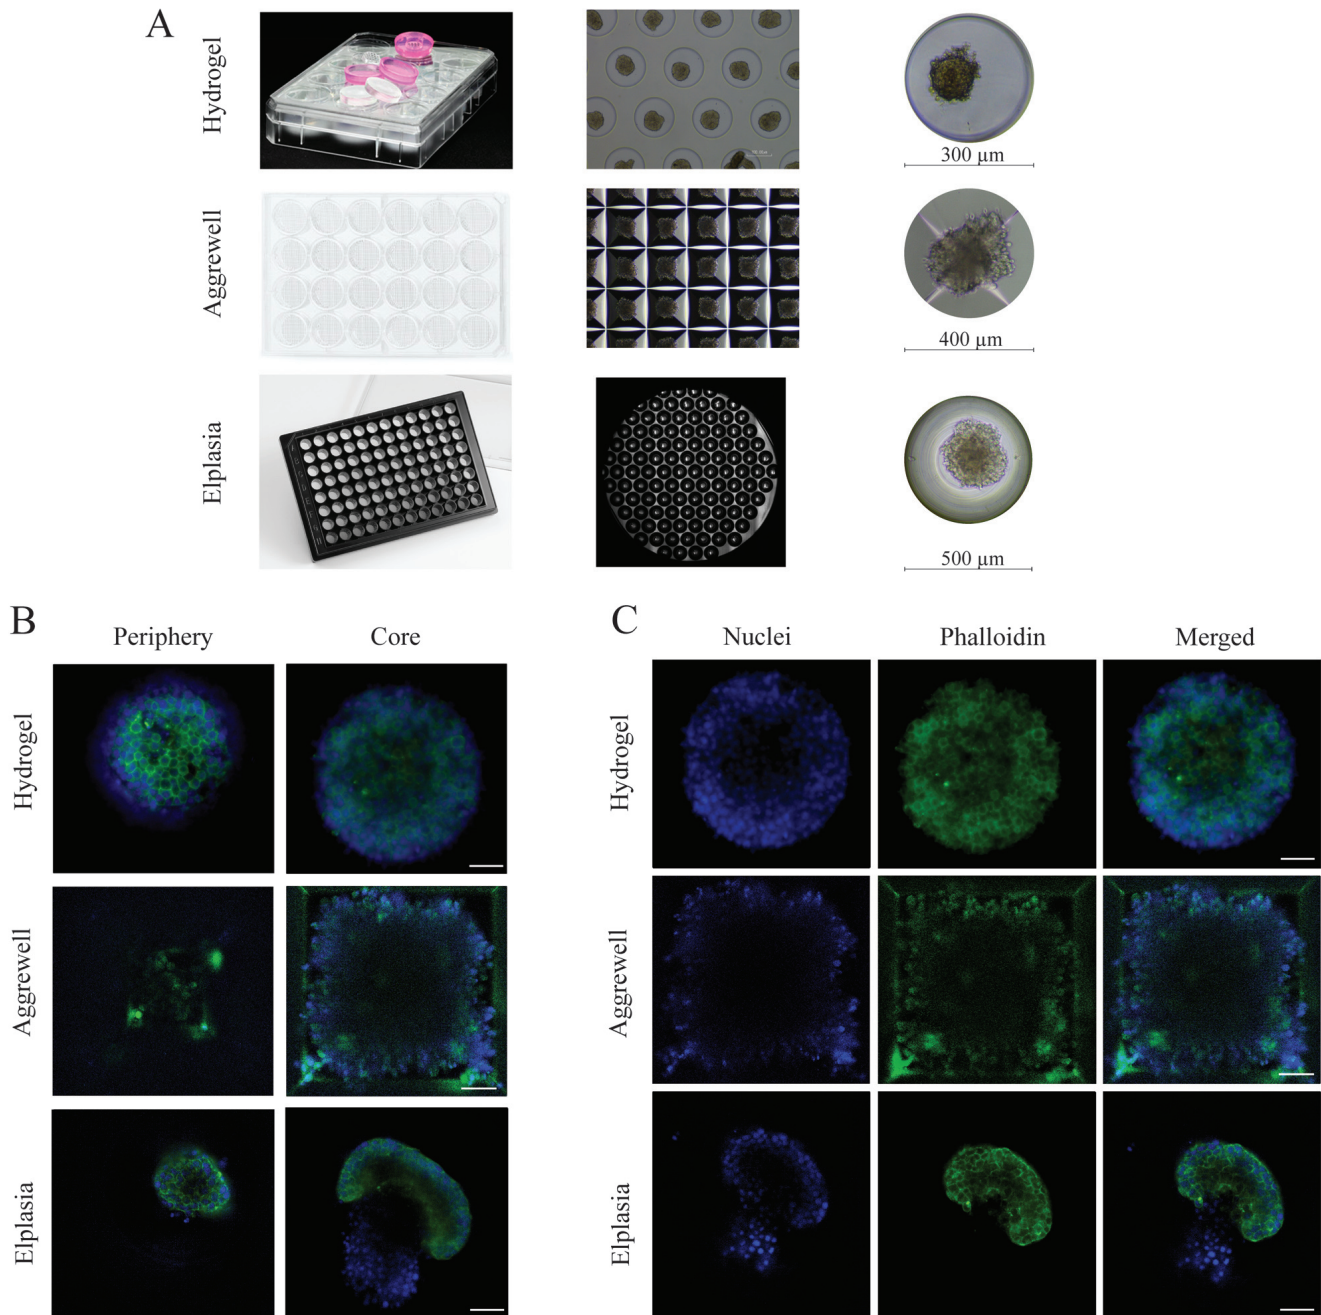 A
Hydrogel
300 µm
Aggrewell
400 µm
Elplasia
500 µm
B
Periphery
Core
Hydrogel
Aggrewell
Elplasia
C
Nuclei
Phalloidin
Merged
Hydrogel
Aggrewell
Elplasia